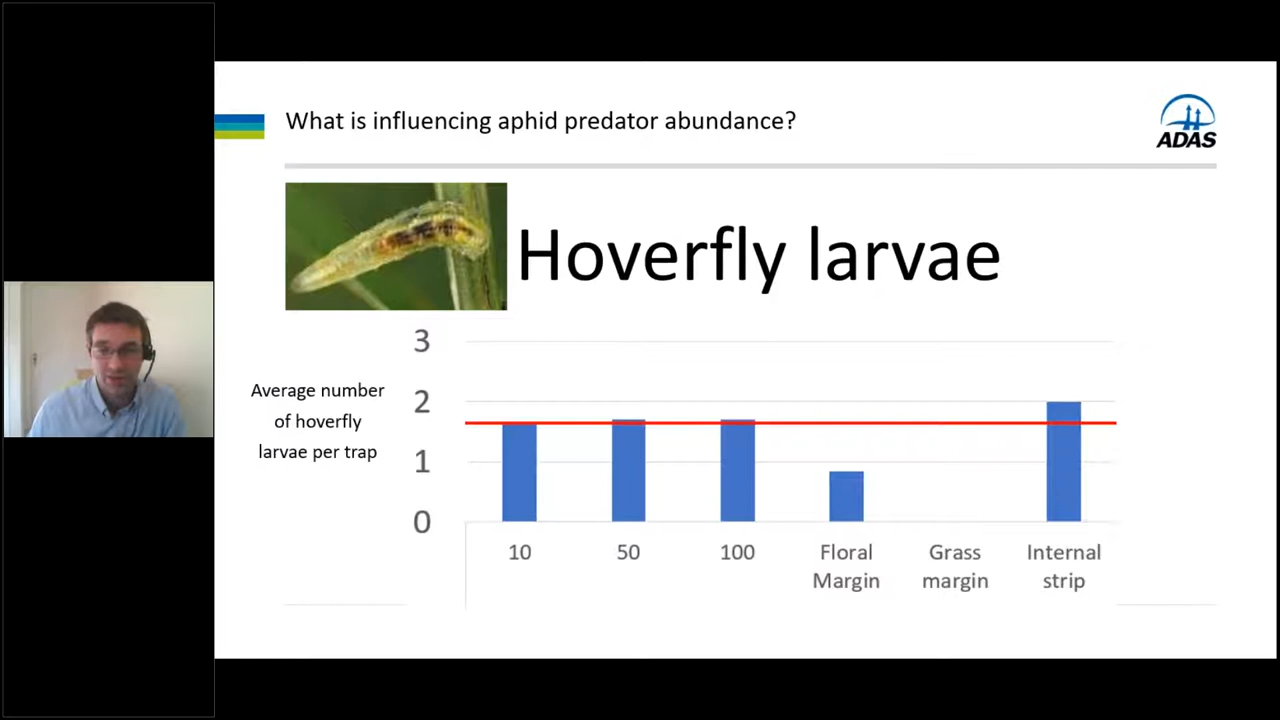 What is influencing aphid predator abundance?
ADAS
Hoverfly larvae
Average number
of hoverfly
larvae per trap
3
2
1
0
10
50
100
Floral
Margin
Grass
margin
Internal
strip